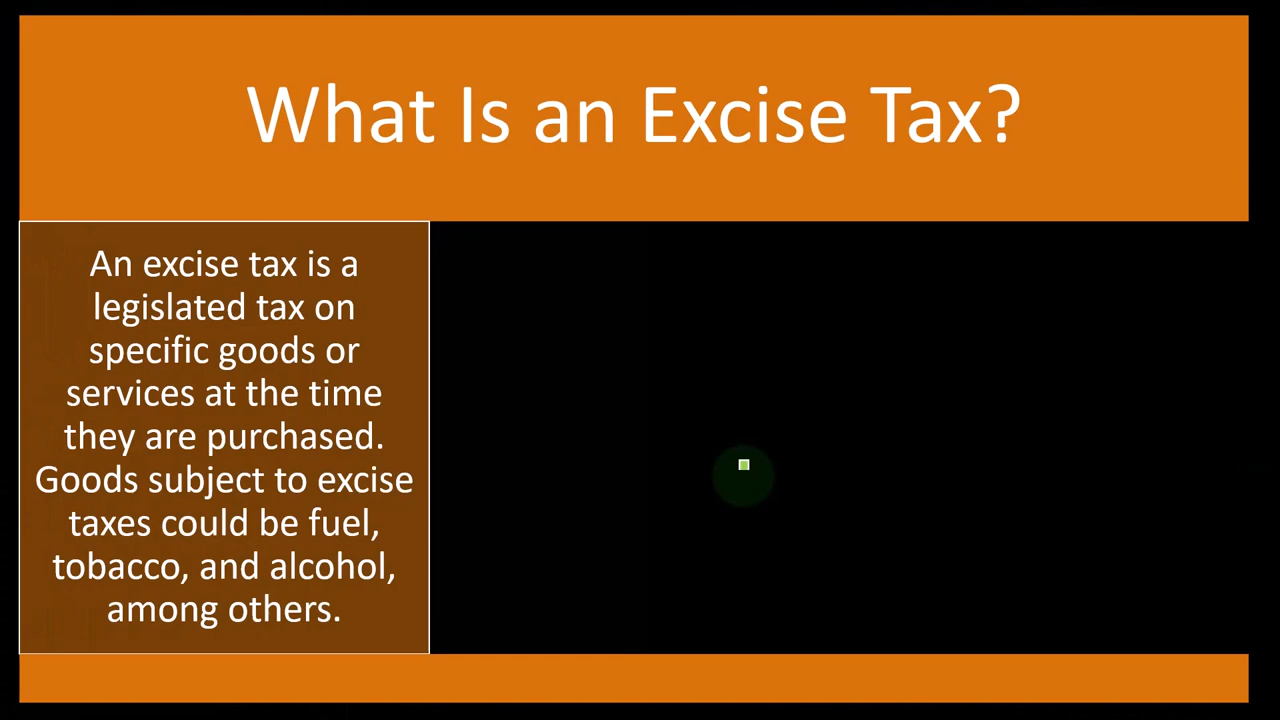 What Is an Excise Tax?
An excise tax is a
legislated tax on
specific goods or
services at the time
they are purchased.
Goods subject to excise
taxes could be fuel,
tobacco, and alcohol,
among others.